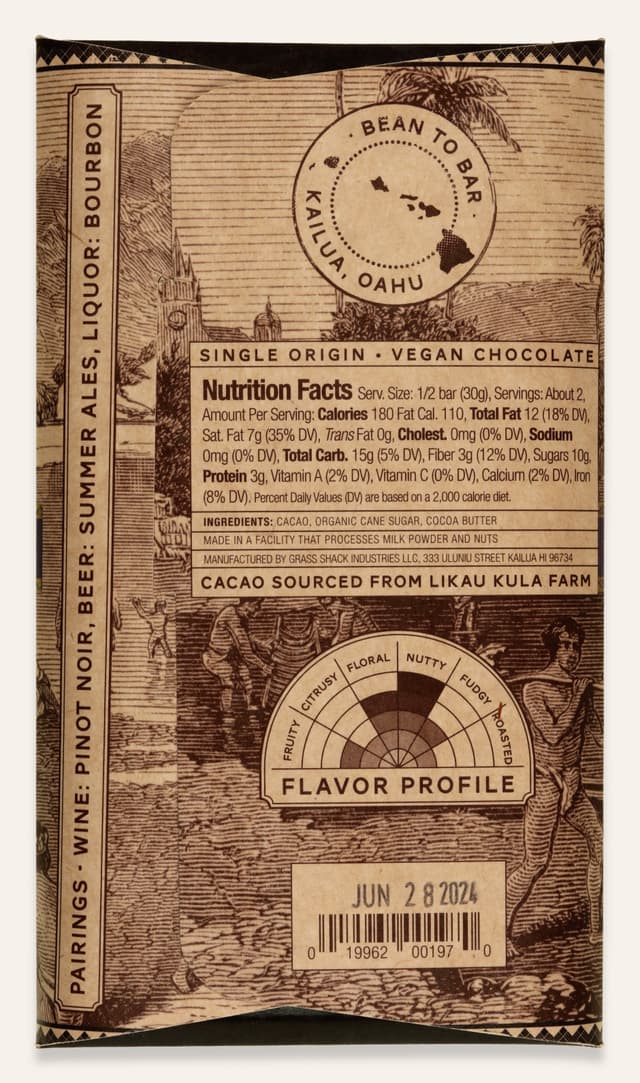 PAIRINGS · WINE: PINOT NOIR, BEER: SUMMER ALES, LIQUOR: BOURBON
· BEAN TO BAR ·
KAILUA, OAHU
SINGLE ORIGIN • VEGAN CHOCOLATE
Nutrition Facts Serv. Size: 1/2 bar (30g), Servings: About 2,
Amount Per Serving: Calories 180 Fat Cal. 110, Total Fat 12 (18% DV),
Sat. Fat 7g (35% DV), Trans Fat 0g, Cholest. 0mg (0% DV), Sodium
0mg (0% DV), Total Carb. 15g (5% DV), Fiber 3g (12% DV), Sugars 10g,
Protein 3g, Vitamin A (2% DV), Vitamin C (0% DV), Calcium (2% DV), Iron
(8% DV). Percent Daily Values (DV) are based on a 2,000 calorie diet.
INGREDIENTS: CACAO, ORGANIC CANE SUGAR, COCOA BUTTER
MADE IN A FACILITY THAT PROCESSES MILK POWDER AND NUTS
MANUFACTURED BY GRASS SHACK INDUSTRIES LLC, 333 ULUNIU STREET KAILUA HI 96734
CACAO SOURCED FROM LIKAU KULA FARM
FRUITY
CITRUSY
FLORAL
NUTTY
FUDGY
ROASTED
FLAVOR PROFILE
JUN 28 2024
0 19962 00197 0